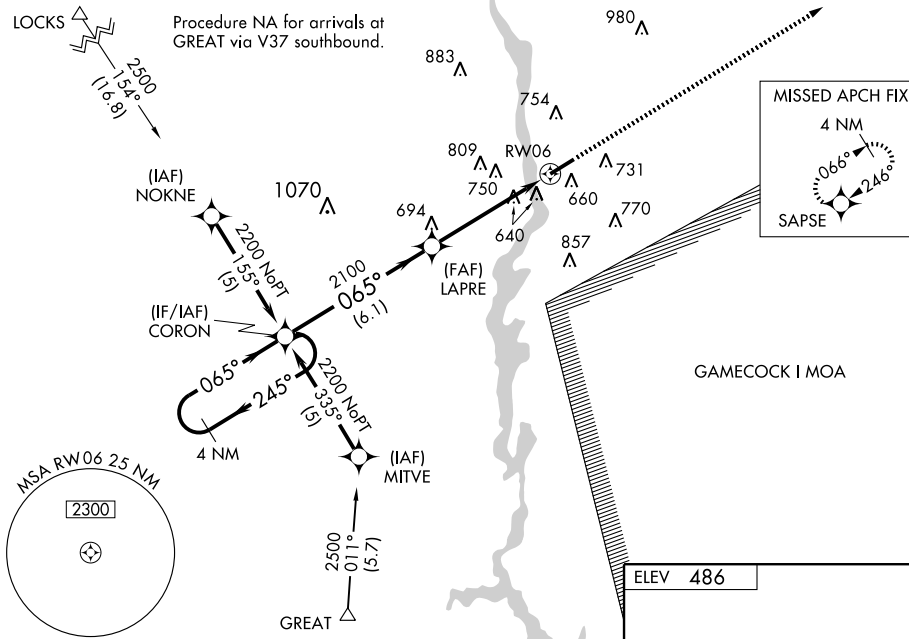 LOCKS
Procedure NA for arrivals at
GREAT via V37 southbound.
2500
154°
(16.8)
980
883
754
MISSED APCH FIX
4 NM
066°
246°
SAPSE
809
RW06
731
750
660
(IAF)
NOKNE
1070
694
640
770
857
2200 NoPT
155°
(5)
2100
065°
(6.1)
(FAF)
LAPRE
(IF/IAF)
CORON
065°
245°
4 NM
2200 NoPT
335°
(5)
GAMECOCK I MOA
(IAF)
MITVE
MSA RW06 25 NM
2300
2500
011°
(5.7)
GREAT
ELEV 486